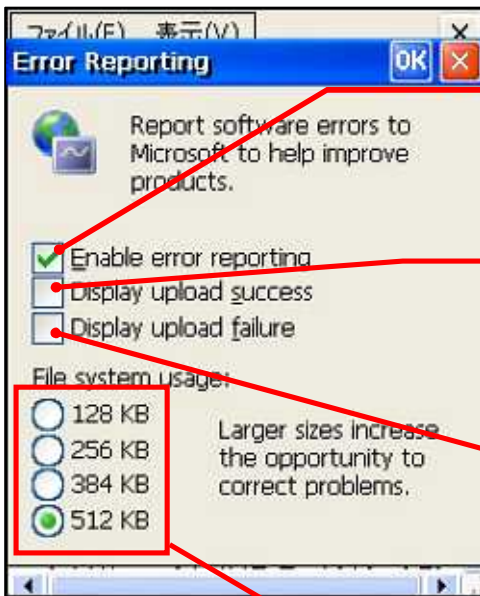 ファイル(F) 表示(V)
Error Reporting OK
Report software errors to
Microsoft to help improve
products.
Enable error reporting
Display upload success
Display upload failure
File system usage:
128 KB
256 KB
384 KB
512 KB
Larger sizes increase
the opportunity to
correct problems.